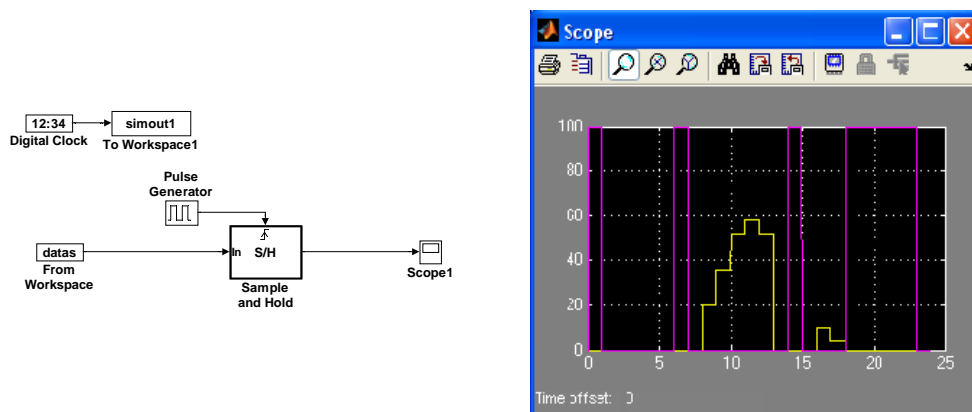 12:34
Digital Clock
simout1
To Workspace1
Pulse
Generator
datas
From
Workspace
In
S/H
Sample
and Hold
Scope1
Scope
100
80
60
40
20
0
0
5
10
15
20
25
Time offset: 0